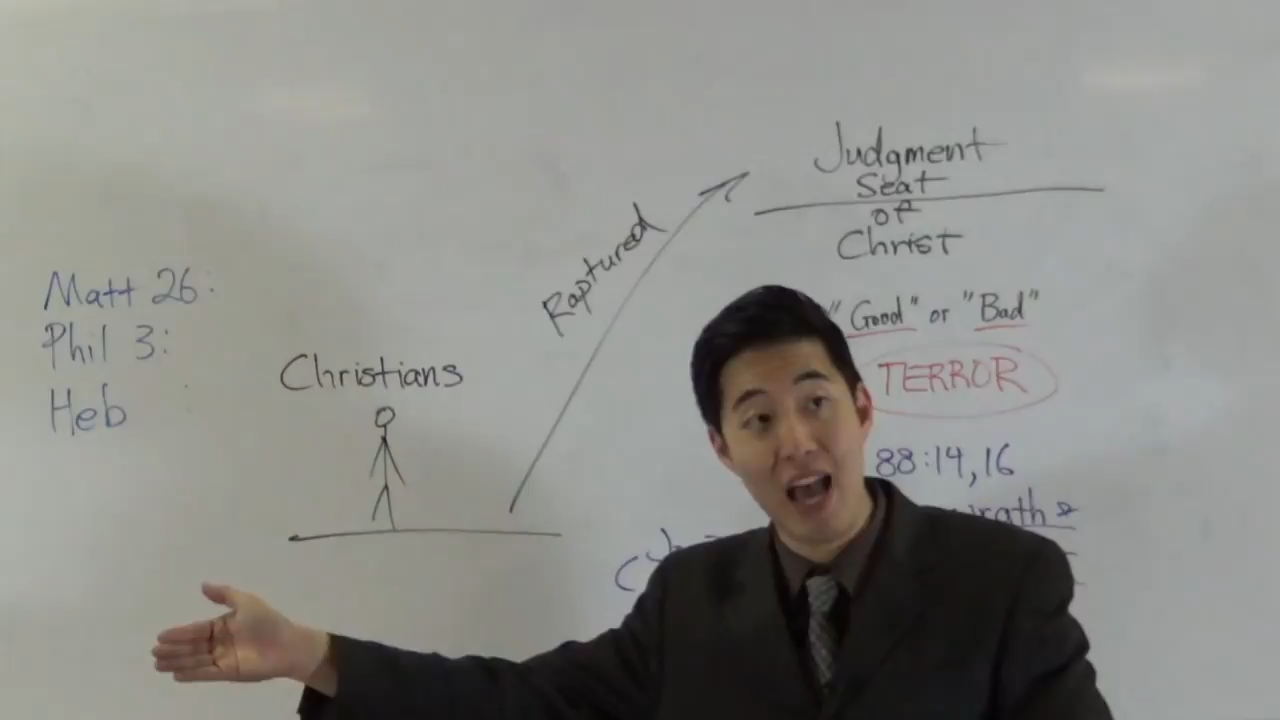 Matt 26:
Phil 3:
Heb
Christians
Raptured
Judgment
Seat
of
Christ
"Good" or "Bad"
TERROR
88:14,16